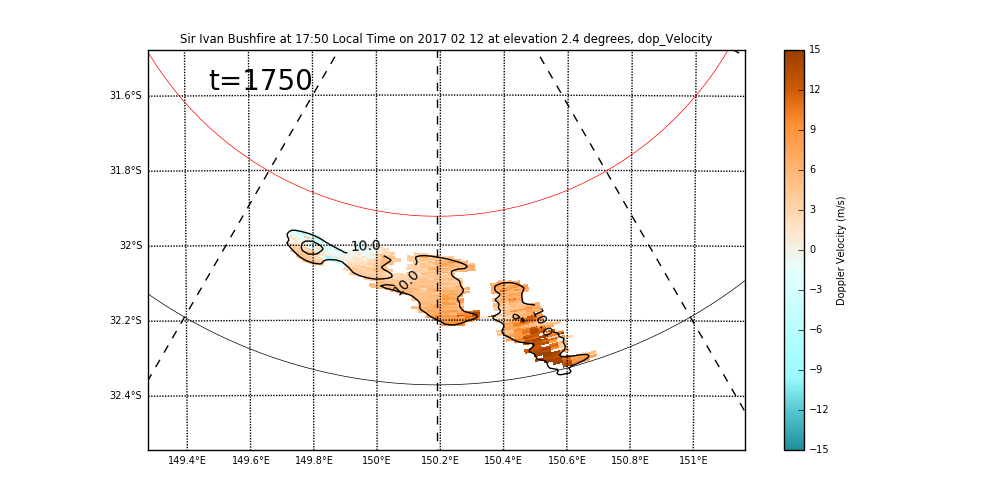 Sir Ivan Bushfire at 17:50 Local Time on 2017 02 12 at elevation 2.4 degrees, dop_Velocity
t=1750
31.6°S
31.8°S
32°S
32.2°S
32.4°S
10.0
149.4°E 149.6°E 149.8°E 150°E 150.2°E 150.4°E 150.6°E 150.8°E 151°E
15
12
9
6
3
0
−3
−6
−9
−12
−15
Doppler Velocity (m/s)